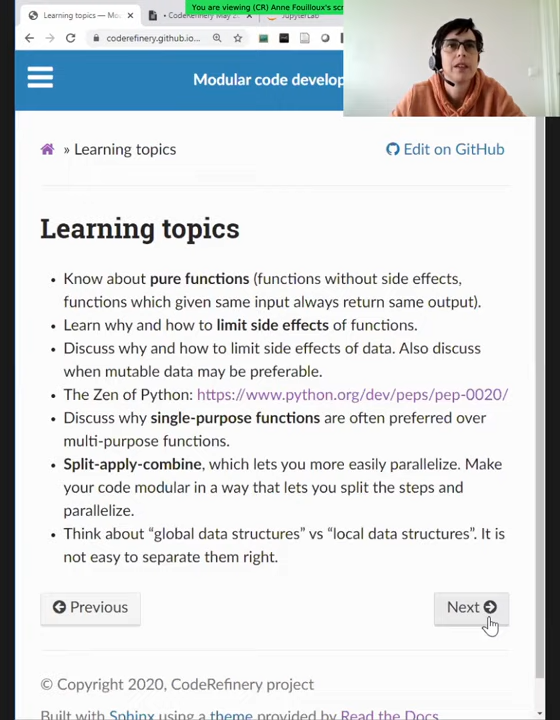 You are viewing (CR) Anne Fouilloux's scr
Learning topics — Mo
CodeRefinery May 2
JupyterLab
coderefinery.github.io...
Modular code develop
» Learning topics
Edit on GitHub
Learning topics
• Know about pure functions (functions without side effects,
functions which given same input always return same output).
• Learn why and how to limit side effects of functions.
• Discuss why and how to limit side effects of data. Also discuss
when mutable data may be preferable.
• The Zen of Python: https://www.python.org/dev/peps/pep-0020/
• Discuss why single-purpose functions are often preferred over
multi-purpose functions.
• Split-apply-combine, which lets you more easily parallelize. Make
your code modular in a way that lets you split the steps and
parallelize.
• Think about “global data structures” vs “local data structures”. It is
not easy to separate them right.
Previous
Next
© Copyright 2020, CodeRefinery project
Built with Sphinx using a theme provided by Read the Docs